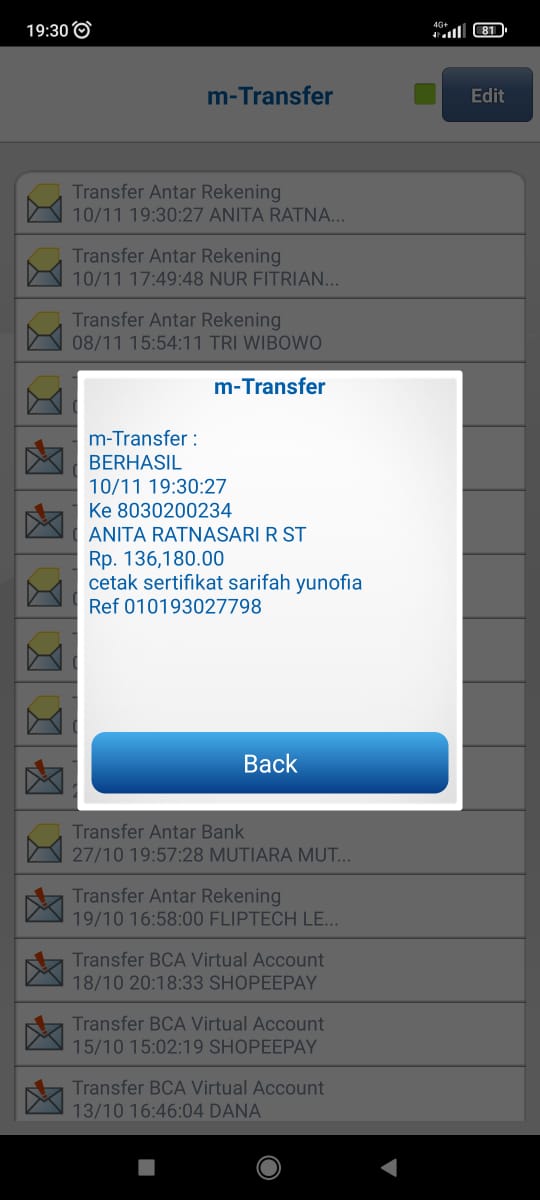 19:30
4G+
81
m-Transfer
Edit
Transfer Antar Rekening
10/11 19:30:27 ANITA RATNA...
Transfer Antar Rekening
10/11 17:49:48 NUR FITRIAN...
Transfer Antar Rekening
08/11 15:54:11 TRI WIBOWO
m-Transfer
m-Transfer :
BERHASIL
10/11 19:30:27
Ke 8030200234
ANITA RATNASARI R ST
Rp. 136,180.00
cetak sertifikat sarifah yunofia
Ref 010193027798
Back
Transfer Antar Bank
27/10 19:57:28 MUTIARA MUT...
Transfer Antar Rekening
19/10 16:58:00 FLIPTECH LE...
Transfer BCA Virtual Account
18/10 20:18:33 SHOPEEPAY
Transfer BCA Virtual Account
15/10 15:02:19 SHOPEEPAY
Transfer BCA Virtual Account
13/10 16:46:04 DANA